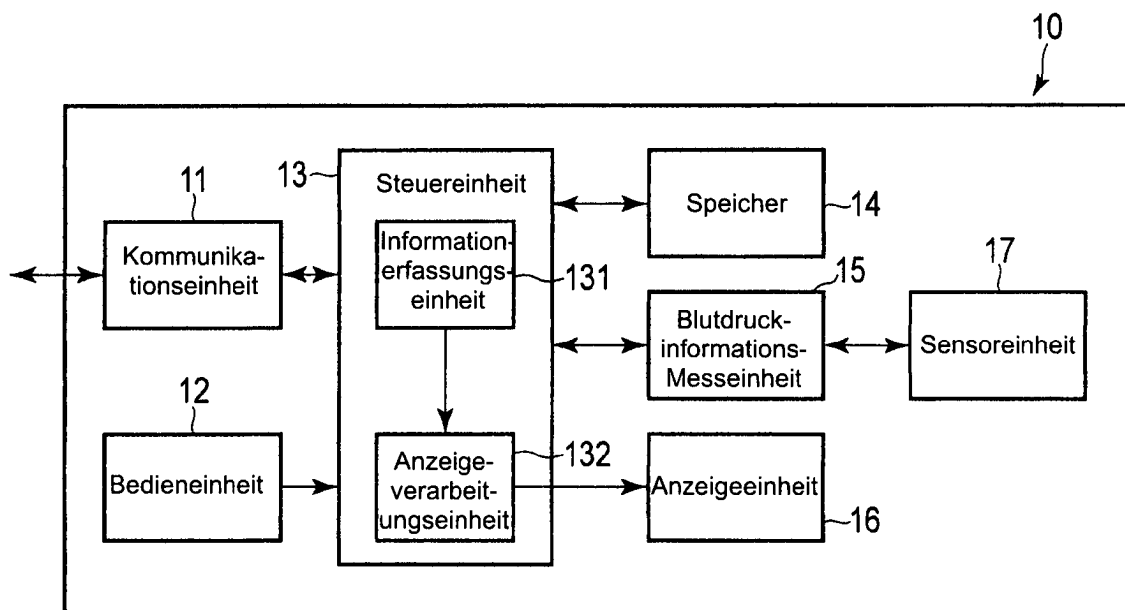 10
11
Kommunika-
tionseinheit
12
Bedieneinheit
13
Steuereinheit
Information-
erfassungs-
einheit
131
Anzeige-
verarbeit-
ungseinheit
132
Speicher
14
15
Blutdruck-
informations-
Messeinheit
17
Sensoreinheit
Anzeigeeinheit
16